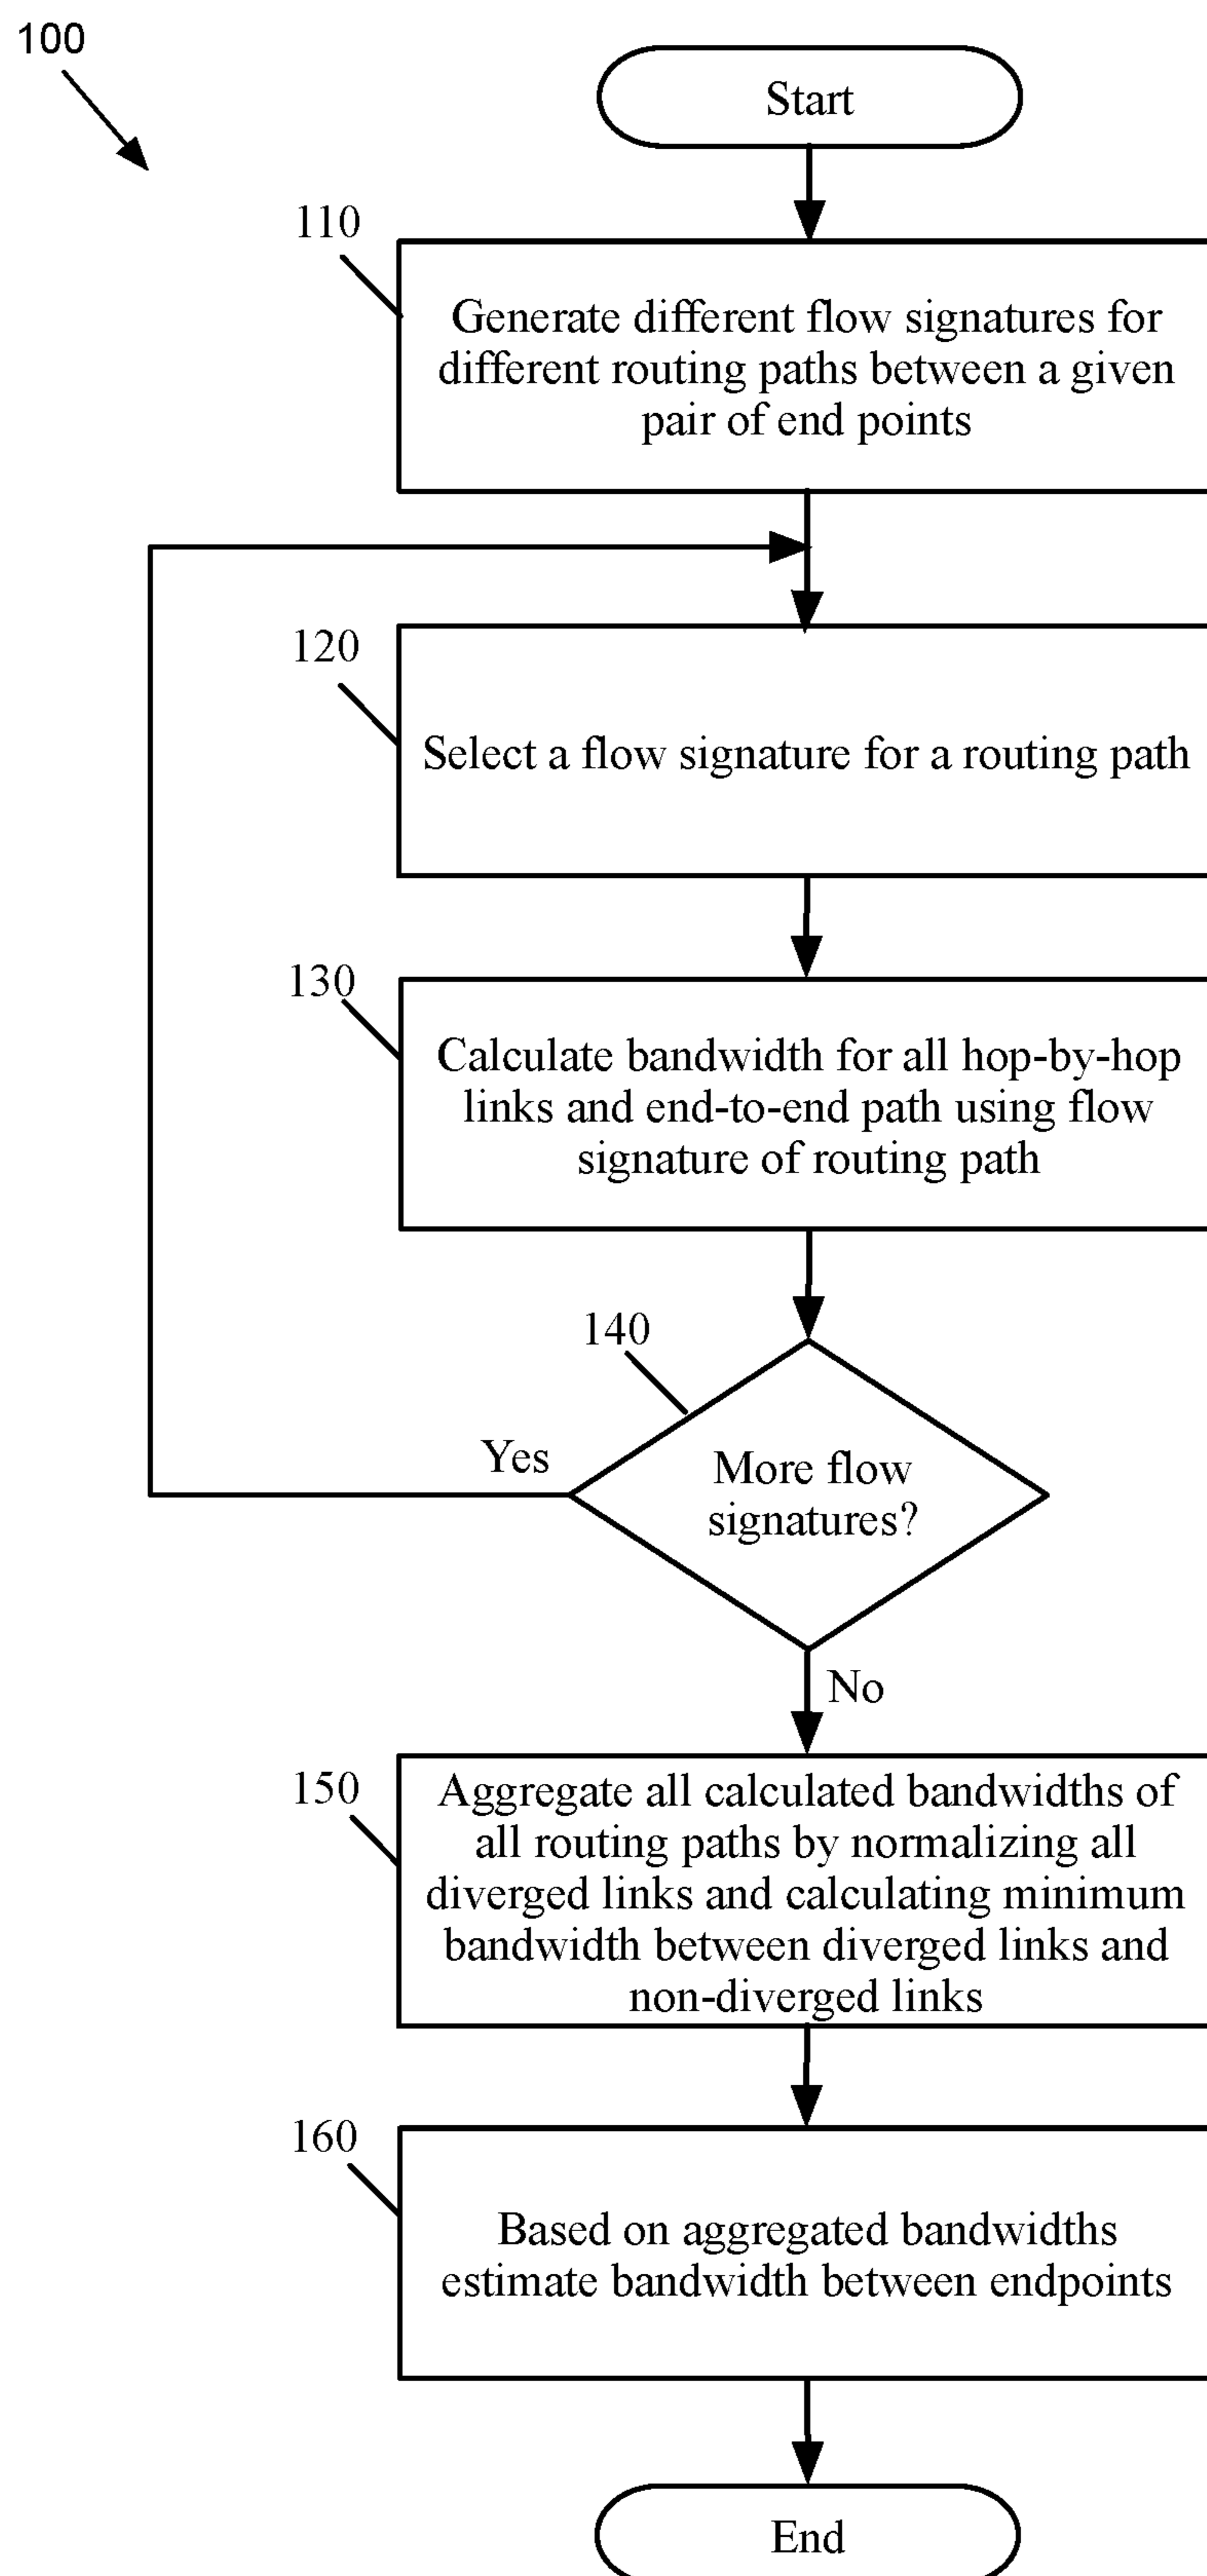 100
Start
110
Generate different flow signatures for
different routing paths between a given
pair of end points
120
Select a flow signature for a routing path
130
Calculate bandwidth for all hop-by-hop
links and end-to-end path using flow
signature of routing path
140
Yes
More flow
signatures?
No
150
Aggregate all calculated bandwidths of
all routing paths by normalizing all
diverged links and calculating minimum
bandwidth between diverged links and
non-diverged links
160
Based on aggregated bandwidths
estimate bandwidth between endpoints
End